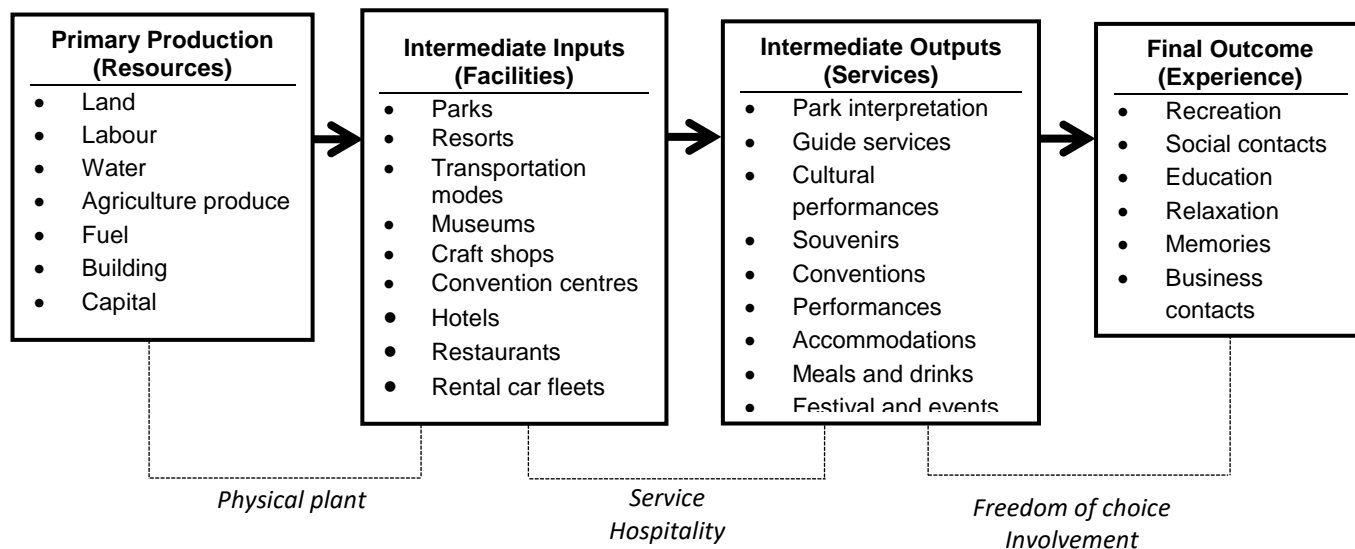 Primary Production
(Resources)
• Land
• Labour
• Water
• Agriculture produce
• Fuel
• Building
• Capital
Intermediate Inputs
(Facilities)
• Parks
• Resorts
• Transportation
modes
• Museums
• Craft shops
• Convention centres
• Hotels
• Restaurants
• Rental car fleets
Intermediate Outputs
(Services)
• Park interpretation
• Guide services
• Cultural
performances
• Souvenirs
• Conventions
• Performances
• Accommodations
• Meals and drinks
• Festival and events
Final Outcome
(Experience)
• Recreation
• Social contacts
• Education
• Relaxation
• Memories
• Business
contacts
Physical plant
Service
Hospitality
Freedom of choice
Involvement